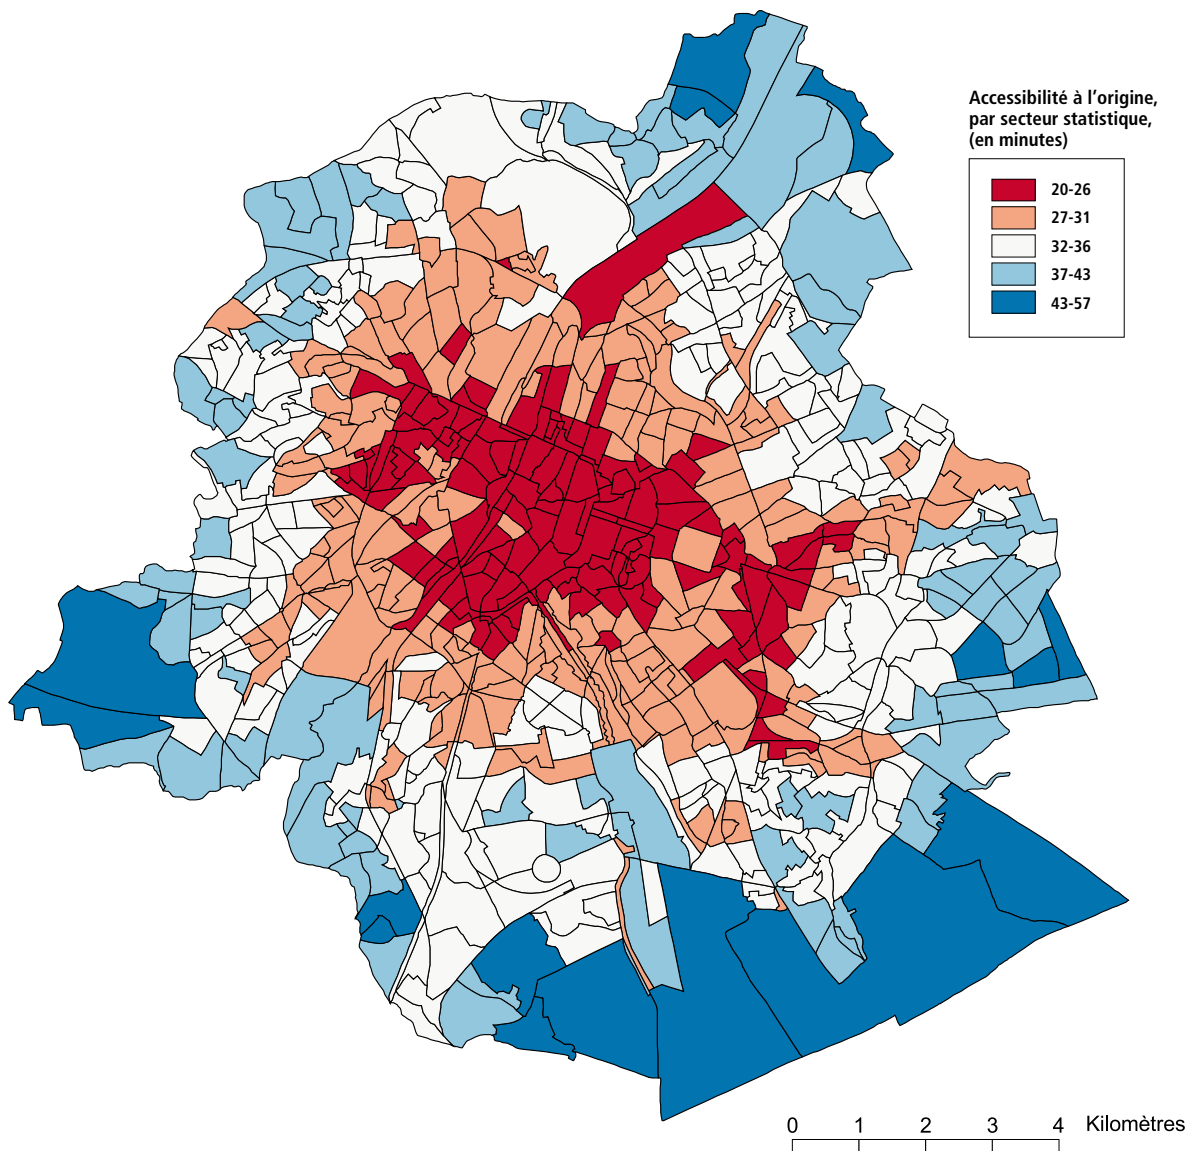 Accessibilité à l'origine,
par secteur statistique,
(en minutes)
20-26
27-31
32-36
37-43
43-57
0 1 2 3 4 Kilomètres